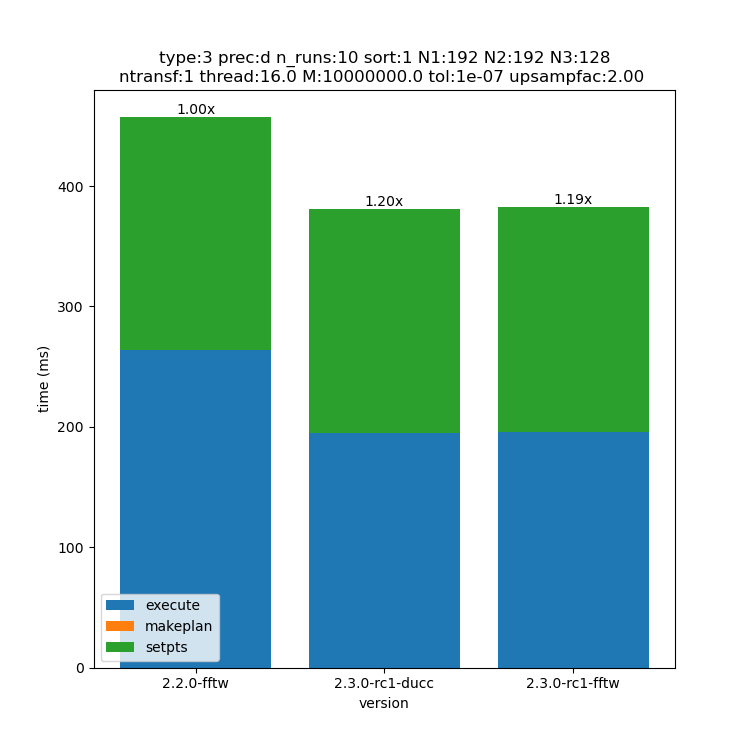 type:3 prec:d n_runs:10 sort:1 N1:192 N2:192 N3:128
ntransf:1 thread:16.0 M:10000000.0 tol:1e-07 upsampfac:2.00
1.00x
1.20x
1.19x
400
300
200
100
0
time (ms)
execute
makeplan
setpts
2.2.0-fftw
2.3.0-rc1-ducc
2.3.0-rc1-fftw
version